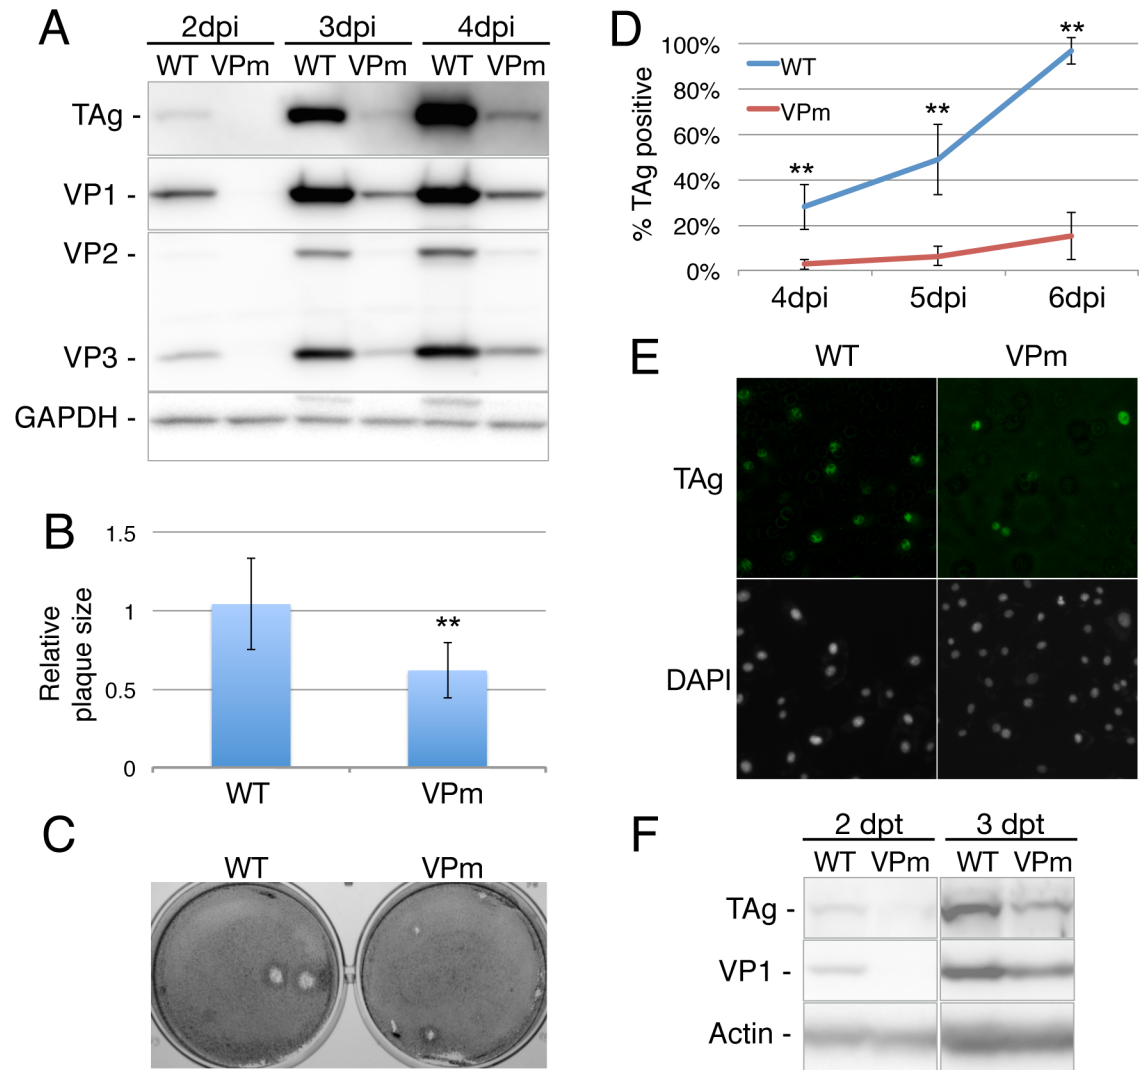 A
2dpi 3dpi 4dpi
WT VPm WT VPm WT VPm
TAg -
VP1 -
VP2 -
VP3 -
GAPDH -
B
Relative
plaque size
1.5
1
0.5
0
**
WT VPm
C
WT VPm
D
% TAg positive
100%
80%
60%
40%
20%
0%
WT
VPm
**
**
**
4dpi 5dpi 6dpi
E
WT VPm
TAg
DAPI
F
2 dpt 3 dpt
WT VPm WT VPm
TAg -
VP1 -
Actin -